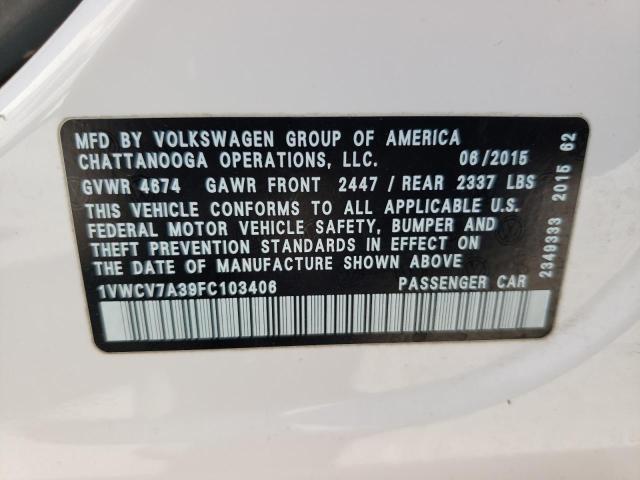 MFD BY VOLKSWAGEN GROUP OF AMERICA
CHATTANOOGA OPERATIONS, LLC. 06/2015
GVWR 4674 GAWR FRONT 2447 / REAR 2337 LBS
THIS VEHICLE CONFORMS TO ALL APPLICABLE U.S.
FEDERAL MOTOR VEHICLE SAFETY, BUMPER AND
THEFT PREVENTION STANDARDS IN EFFECT ON
THE DATE OF MANUFACTURE SHOWN ABOVE
1VWCV7A39FC103406 PASSENGER CAR
2349333 2015 62